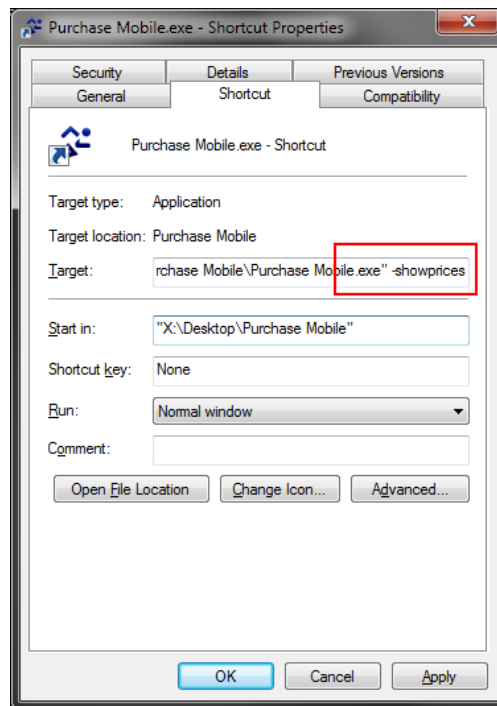 Purchase Mobile.exe - Shortcut Properties
Security Details Previous Versions
General Shortcut Compatibility
Purchase Mobile.exe - Shortcut
Target type: Application
Target location: Purchase Mobile
Target: rchase Mobile\Purchase Mobile.exe" -showprices
Start in: "X:\Desktop\Purchase Mobile"
Shortcut key: None
Run: Normal window
Comment:
Open File Location Change Icon... Advanced...
OK Cancel Apply